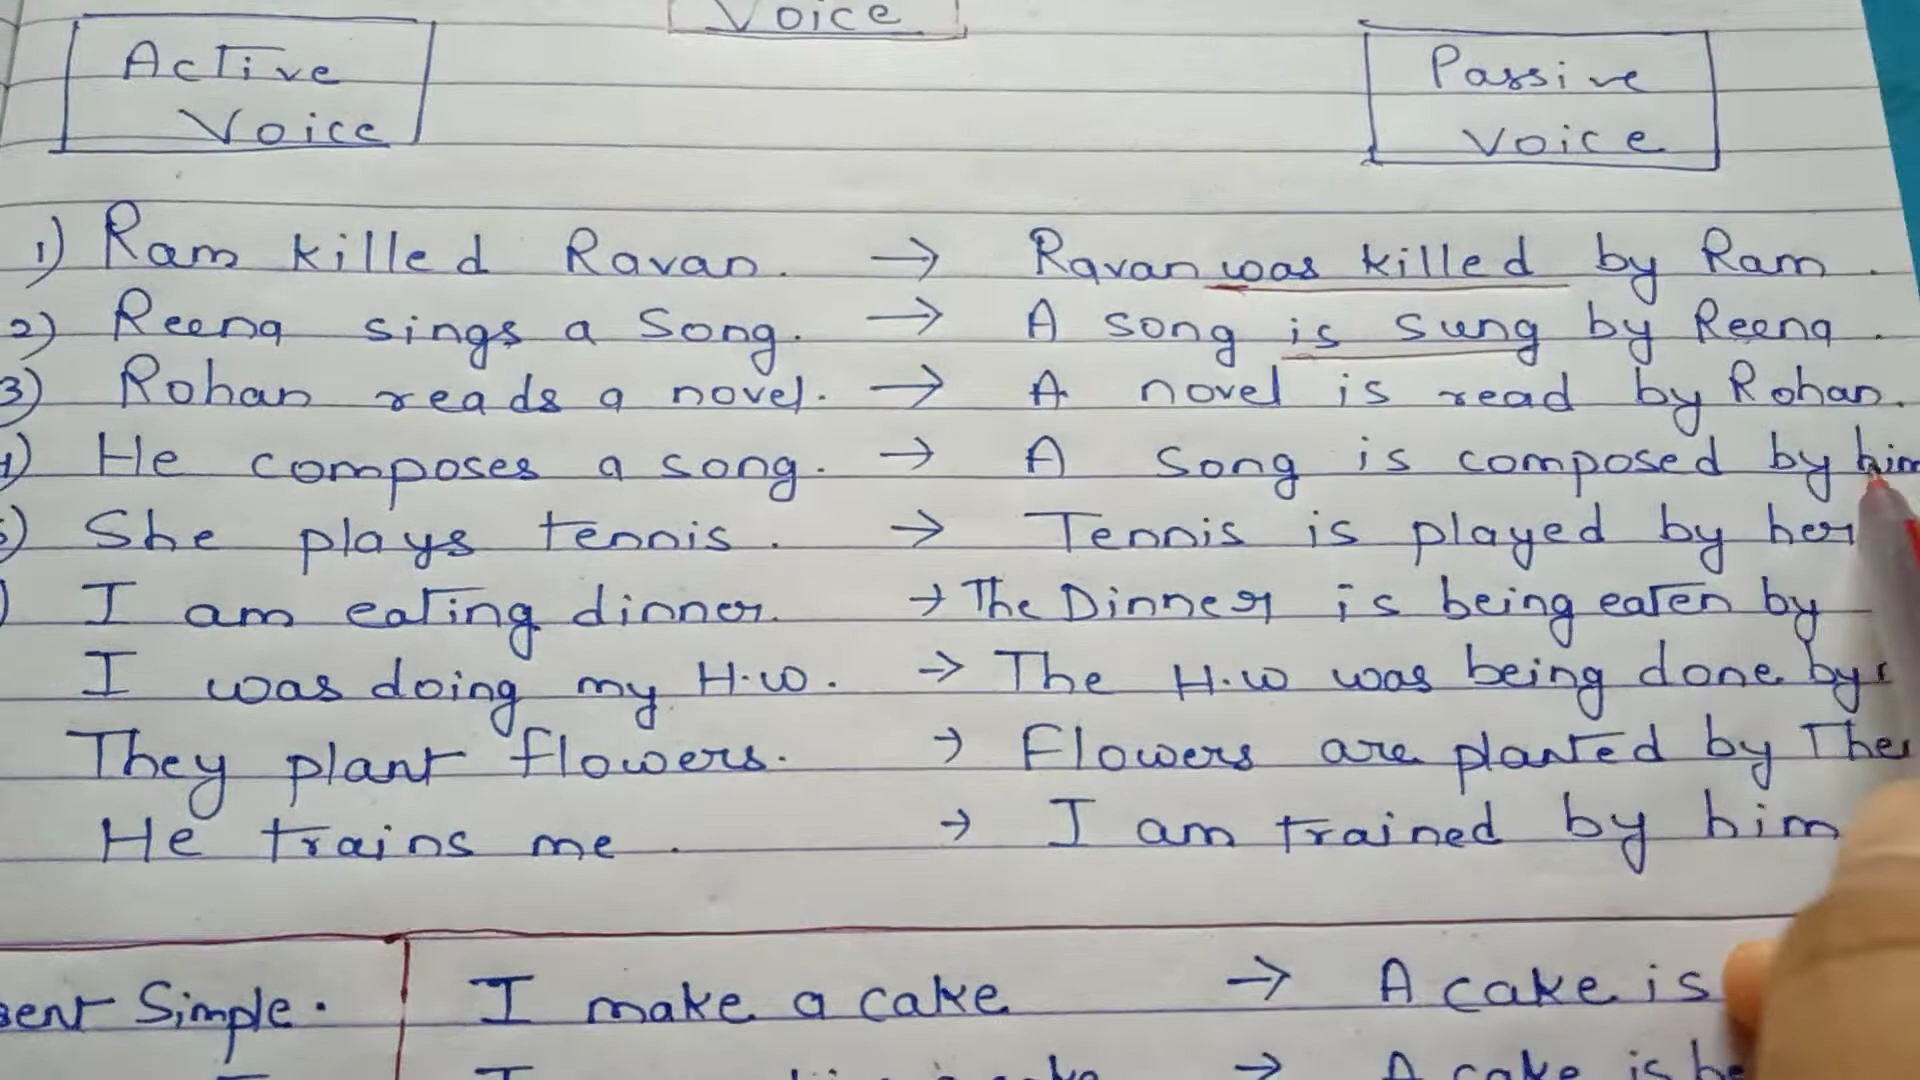 Voice
Active
Voice
Passive
Voice
1) Ram killed Ravan. → Ravan was killed by Ram.
2) Reena sings a Song. → A song is sung by Reena.
3) Rohan reads a novel. → A novel is read by Rohan.
He composes a song. → A Song is composed by him
She plays tennis. → Tennis is played by her
I am eating dinner. → The Dinner is being eaten by
I was doing my H.w. → The H.w was being done by
They plant flowers. → Flowers are planted by
He trains me. → I am trained by him
Simple. I make a cake → A cake is
→ A cake is